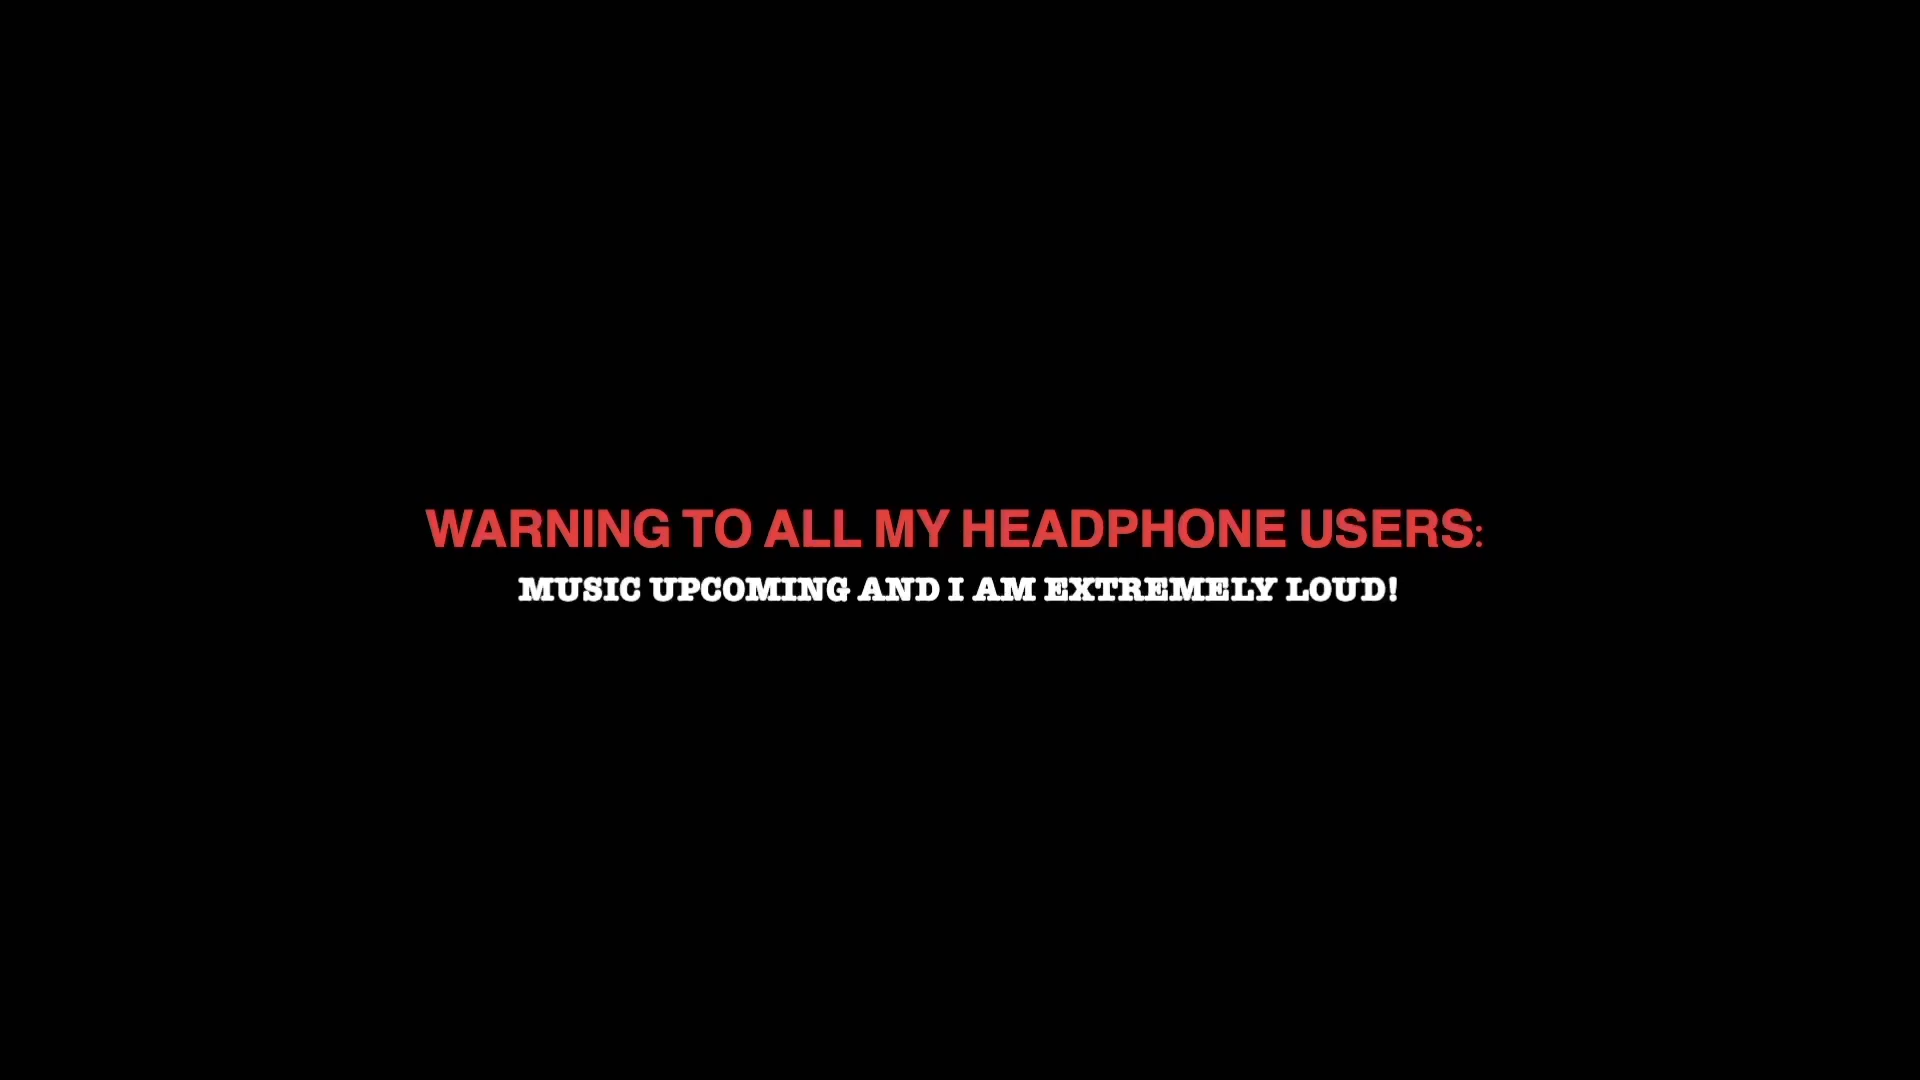 WARNING TO ALL MY HEADPHONE USERS:
MUSIC UPCOMING AND I AM EXTREMELY LOUD!